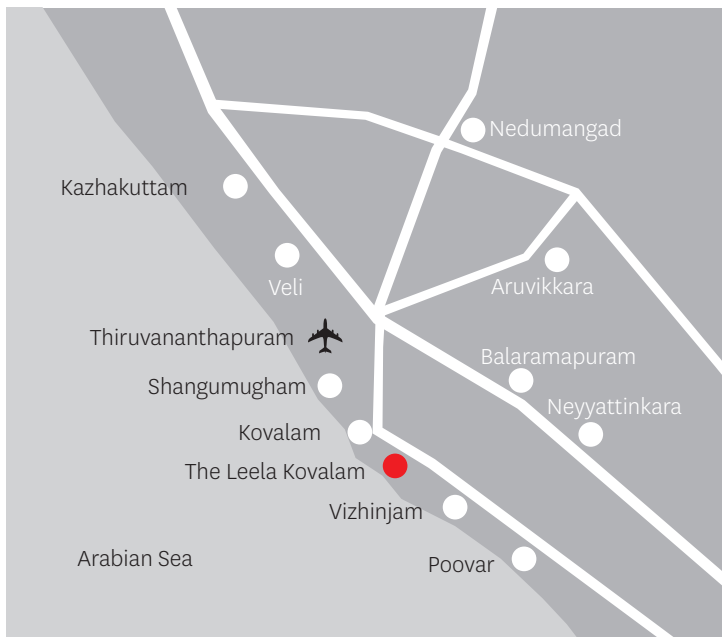 Nedumangad
Kazhakuttam
Veli
Aruvikkara
Thiruvananthapuram
Balaramapuram
Shangumugham
Neyyattinkara
Kovalam
The Leela Kovalam
Vizhinjam
Arabian Sea
Poovar